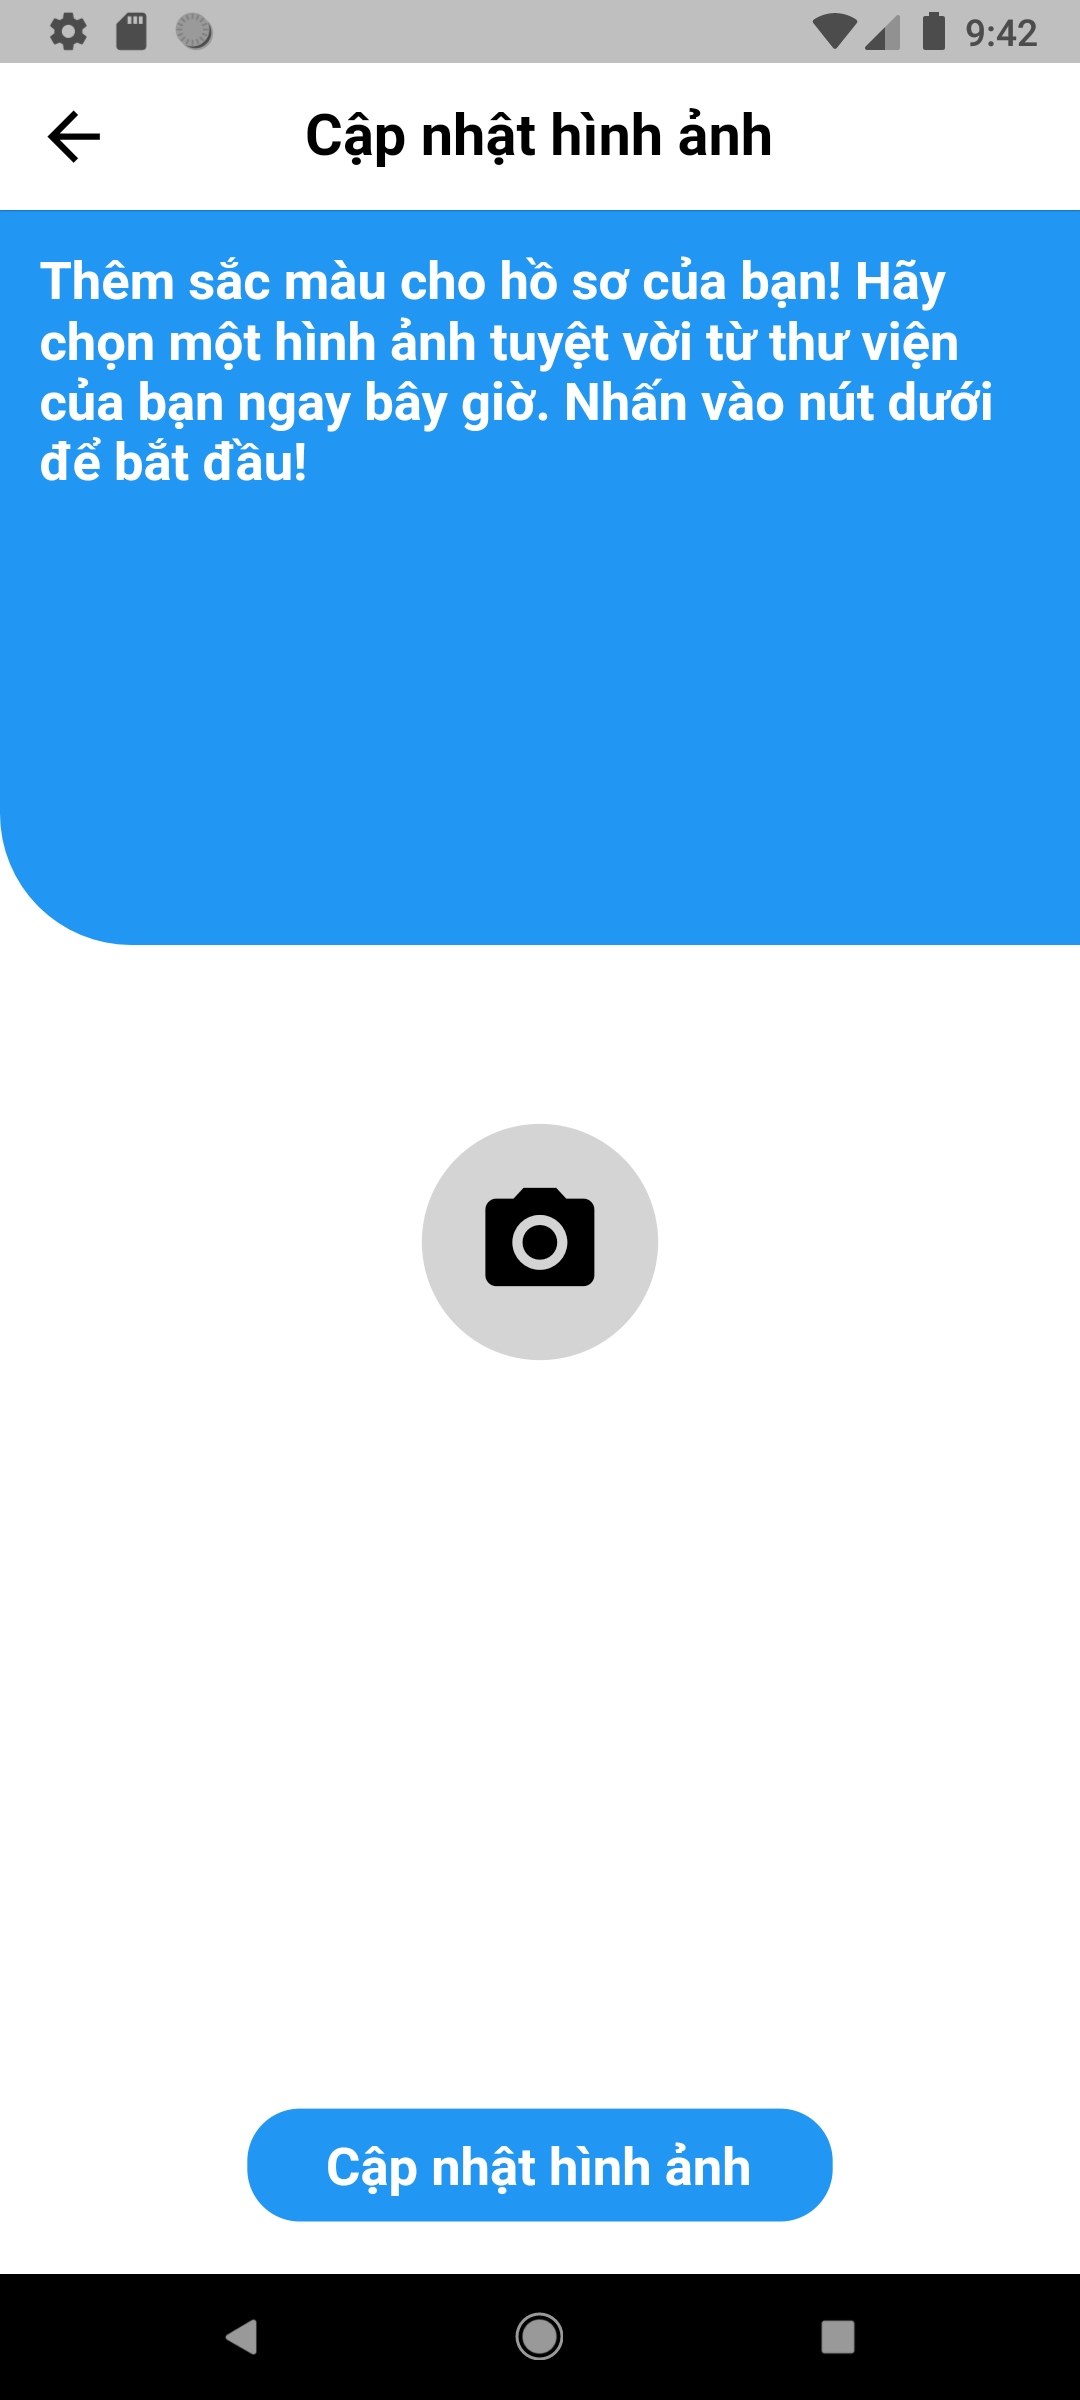 9:42
Cập nhật hình ảnh
Thêm sắc màu cho hồ sơ của bạn! Hãy
chọn một hình ảnh tuyệt vời từ thư viện
của bạn ngay bây giờ. Nhấn vào nút dưới
để bắt đầu!
Cập nhật hình ảnh